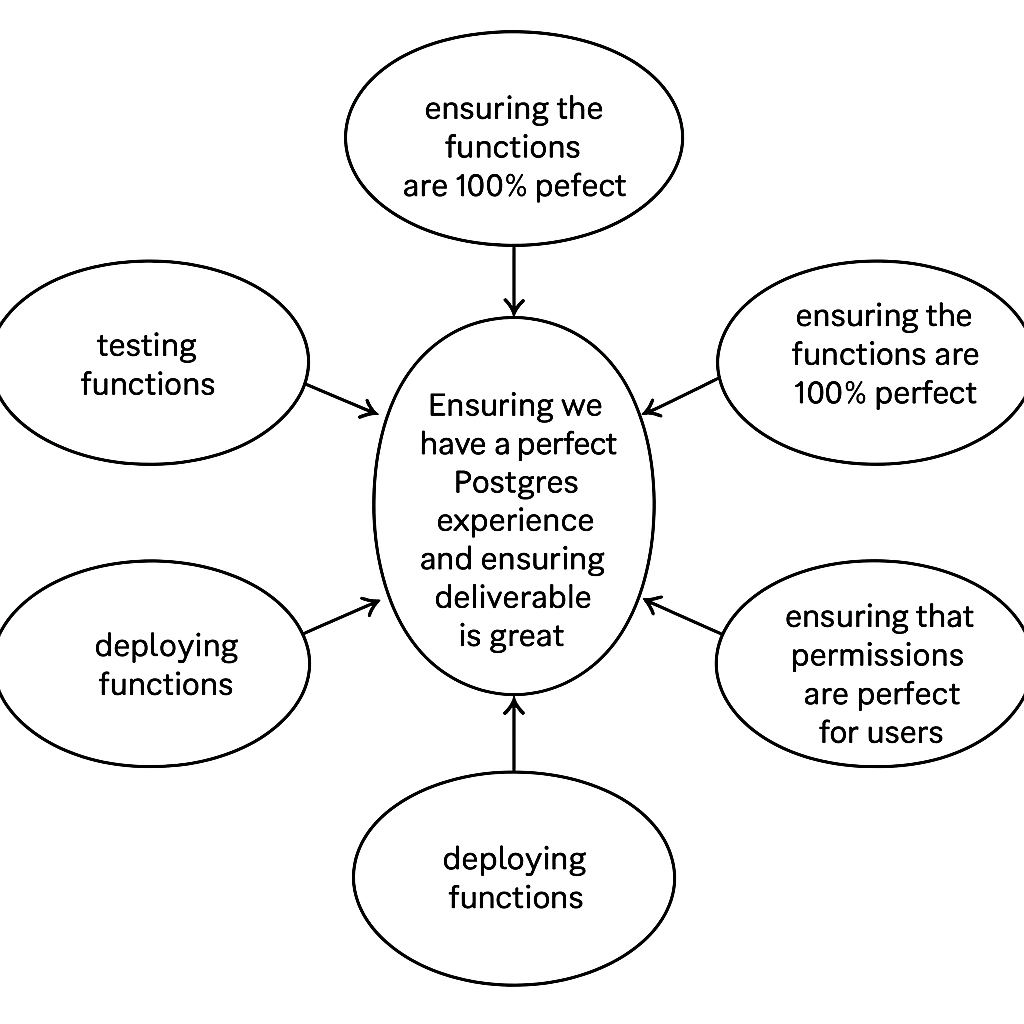 ensuring the
functions
are 100% pefect
testing
functions
ensuring the
functions are
100% perfect
Ensuring we
have a perfect
Postgres
experience
and ensuring
deliverable
is great
deploying
functions
ensuring that
permissions
are perfect
for users
deploying
functions